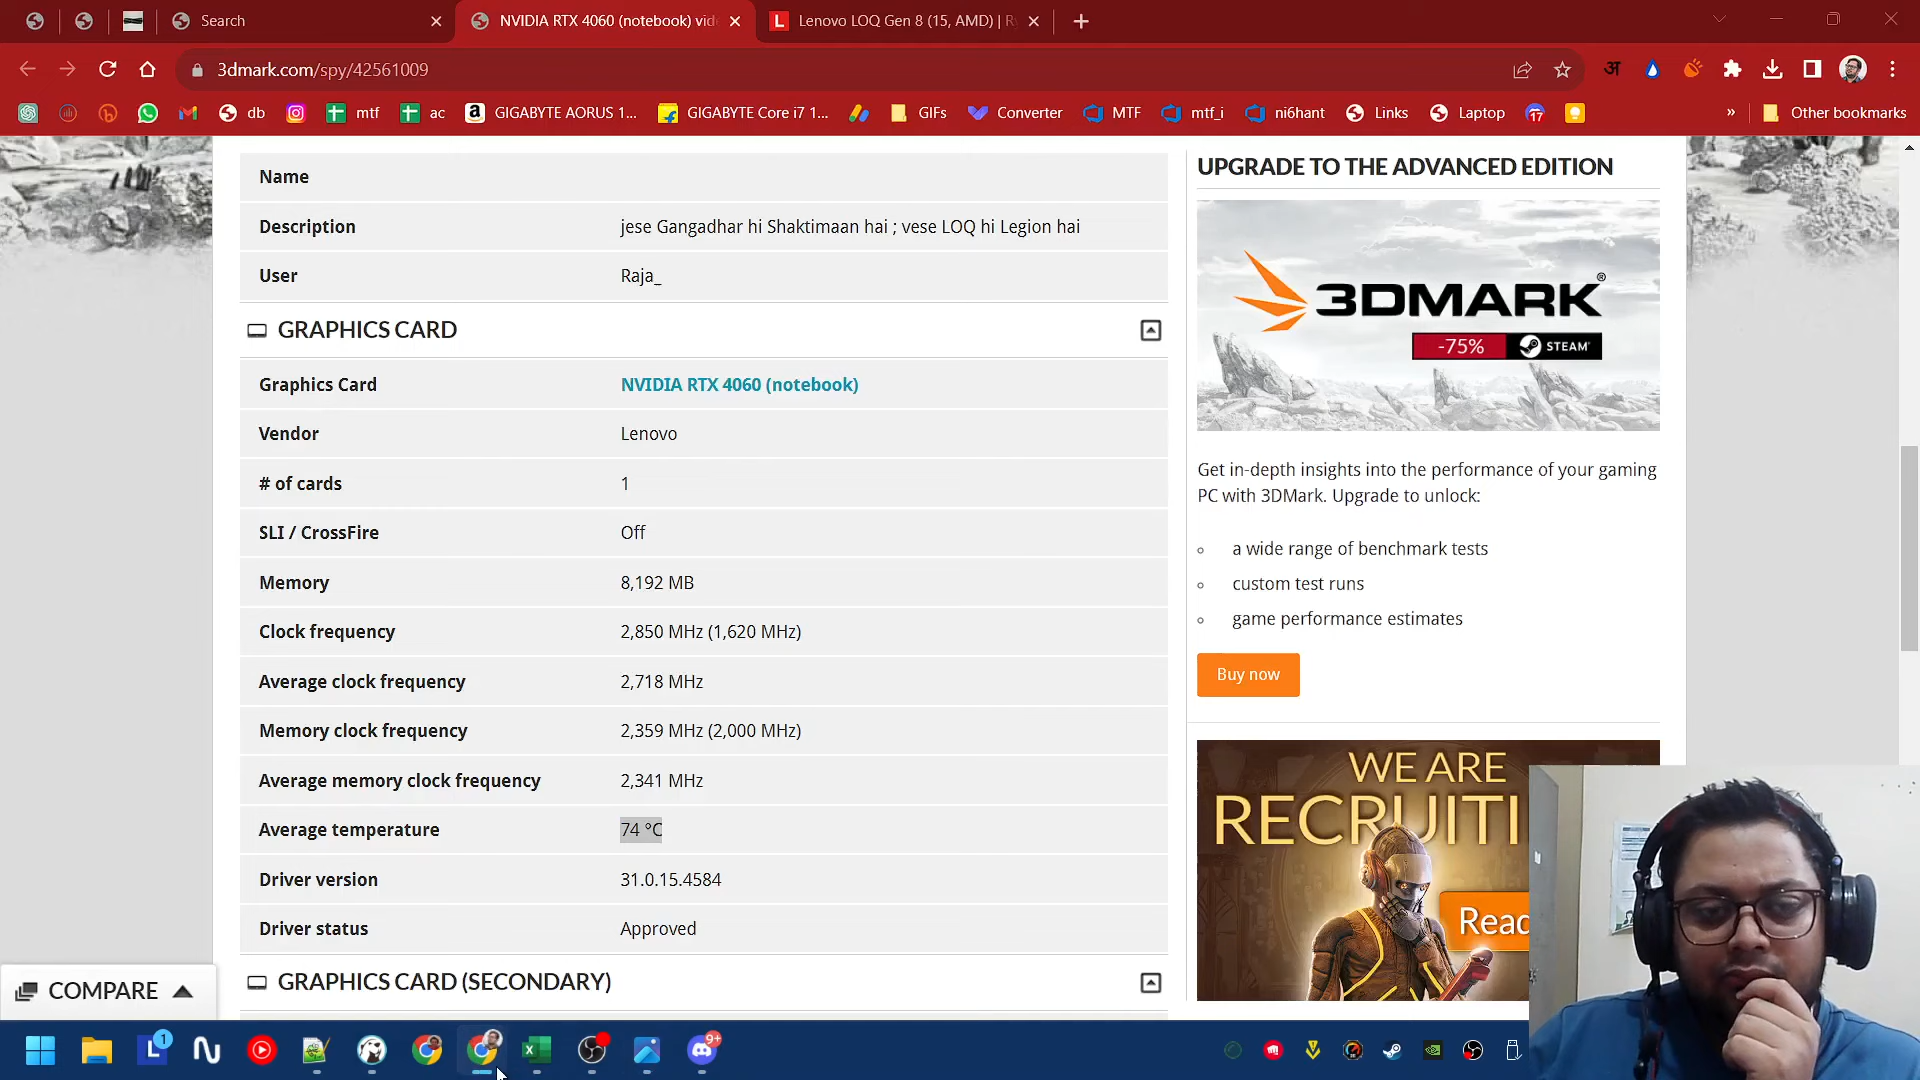 Search
NVIDIA RTX 4060 (notebook) vid
Lenovo LOQ Gen 8 (15, AMD) | R
3dmark.com/spy/42561009
db
mtf
ac
GIGABYTE AORUS 1...
GIGABYTE Core i7 1...
GIFs
Converter
MTF
mtf_i
ni6hant
Links
Laptop
17
»
Other bookmarks
Name
Description jese Gangadhar hi Shaktimaan hai ; vese LOQ hi Legion hai
User Raja_
GRAPHICS CARD
Graphics Card NVIDIA RTX 4060 (notebook)
Vendor Lenovo
# of cards 1
SLI / CrossFire Off
Memory 8,192 MB
Clock frequency 2,850 MHz (1,620 MHz)
Average clock frequency 2,718 MHz
Memory clock frequency 2,359 MHz (2,000 MHz)
Average memory clock frequency 2,341 MHz
Average temperature 74 °C
Driver version 31.0.15.4584
Driver status Approved
GRAPHICS CARD (SECONDARY)
COMPARE
UPGRADE TO THE ADVANCED EDITION
3DMARK®
-75% STEAM
Get in-depth insights into the performance of your gaming
PC with 3DMark. Upgrade to unlock:
a wide range of benchmark tests
custom test runs
game performance estimates
Buy now
WE ARE
RECRUITI
Read
L 1
9+